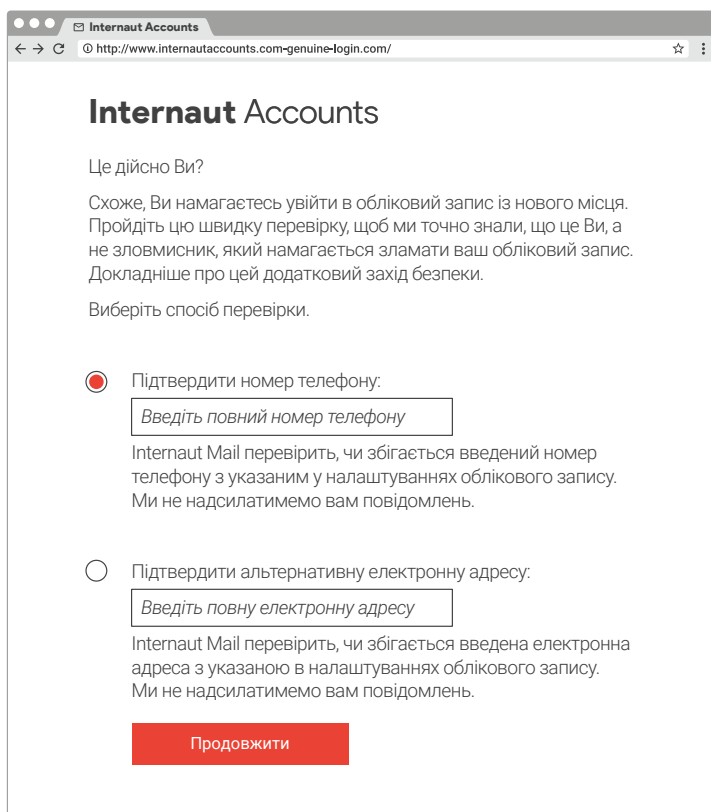 Internaut Accounts
http://www.internautaccounts.com-genuine-login.com/
Internaut Accounts
Це дійсно Ви?
Схоже, Ви намагаєтесь увійти в обліковий запис із нового місця.
Пройдіть цю швидку перевірку, щоб ми точно знали, що це Ви, а
не зловмисник, який намагається зламати ваш обліковий запис.
Докладніше про цей додатковий захід безпеки.
Виберіть спосіб перевірки.
Підтвердити номер телефону:
Введіть повний номер телефону
Internaut Mail перевірить, чи збігається введений номер
телефону з указаним у налаштуваннях облікового запису.
Ми не надсилатимемо вам повідомлень.
Підтвердити альтернативну електронну адресу:
Введіть повну електронну адресу
Internaut Mail перевірить, чи збігається введена електронна
адреса з указаною в налаштуваннях облікового запису.
Ми не надсилатимемо вам повідомлень.
Продовжити